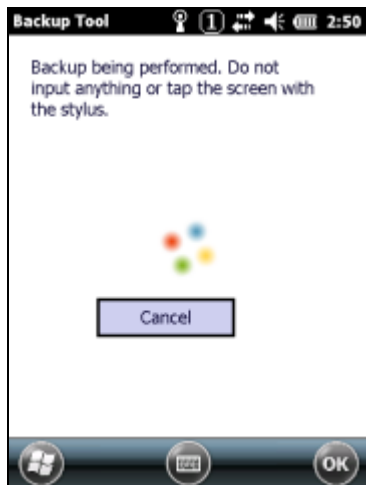 Backup Tool 1 2:50
Backup being performed. Do not
input anything or tap the screen with
the stylus.
Cancel
OK